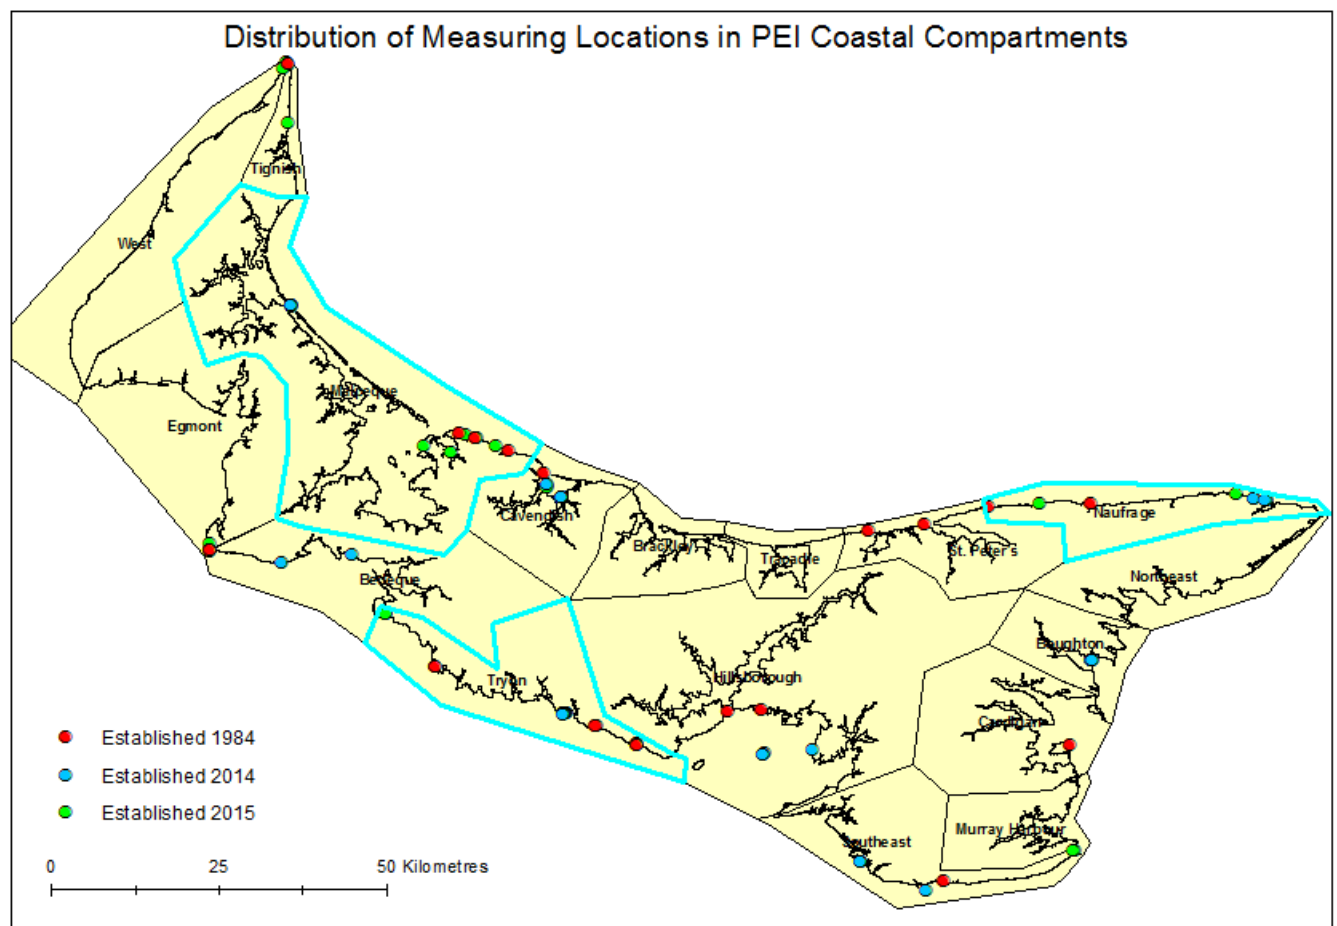 Distribution of Measuring Locations in PEI Coastal Compartments
Tignish
West
Malpeque
Egmont
Cavendish
Naufrage
Brackley
Tracadie
St. Peter's
Northeast
Bedeque
Boughton
Tryon
Hillsborough
Cardigan
Established 1984
Established 2014
Established 2015
Murray Harbour
Southeast
0 25 50 Kilometres